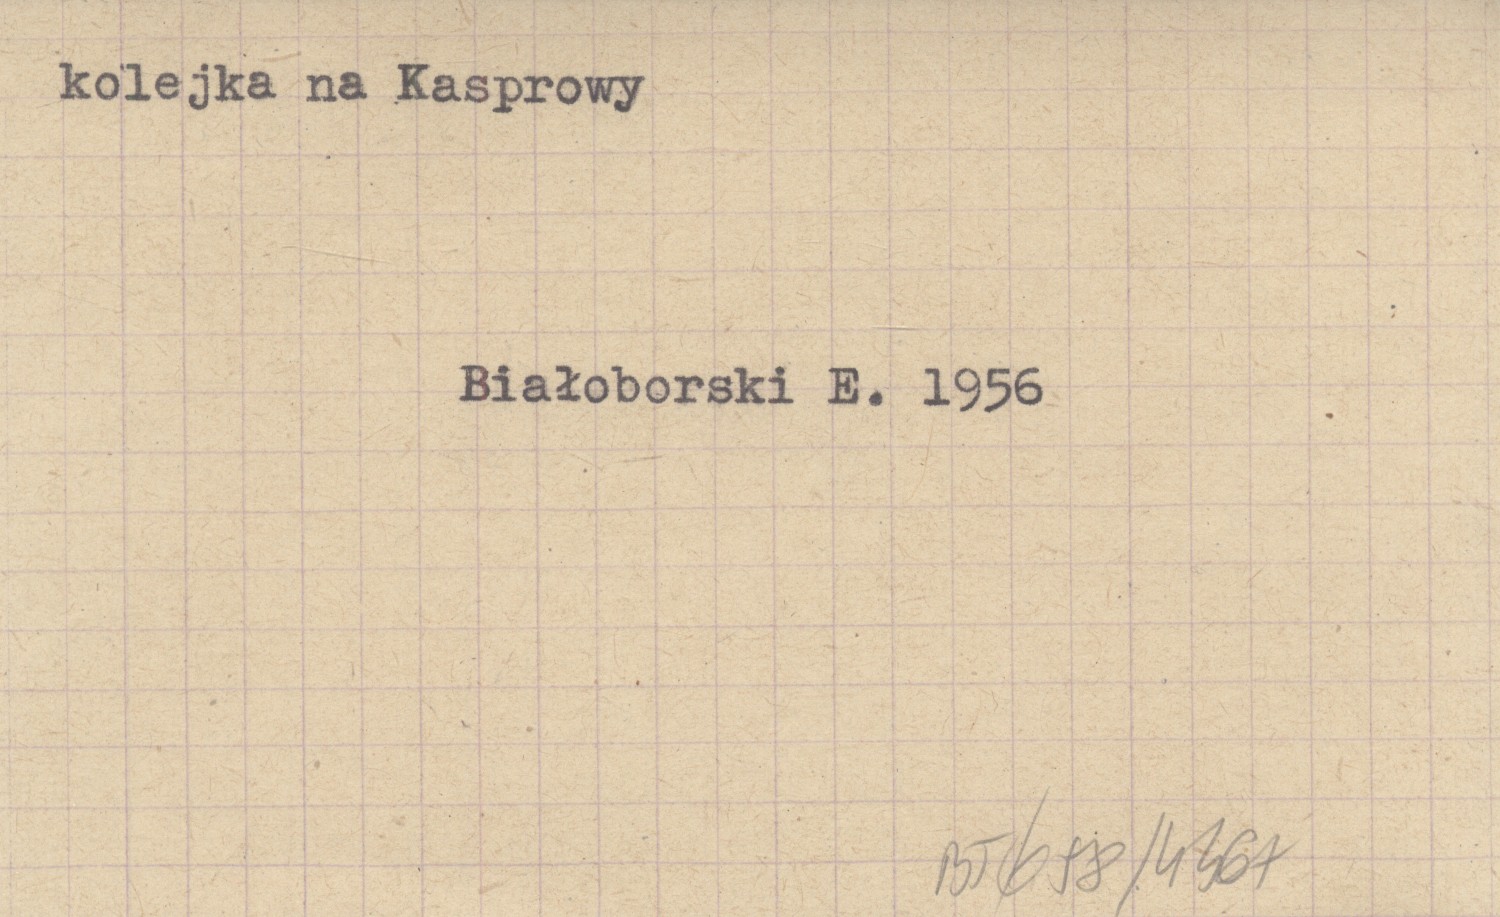 kolejka na Kasprowy
Białoborski E. 1956